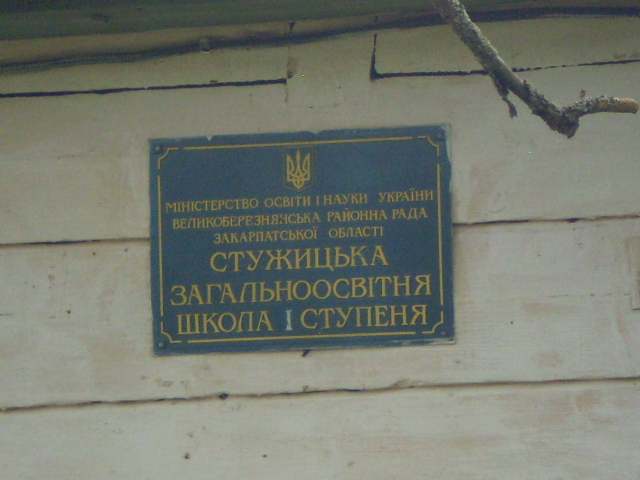 МІНІСТЕРСТВО ОСВІТИ І НАУКИ УКРАЇНИ
ВЕЛИКОБЕРЕЗНЯНСЬКА РАЙОННА РАДА
ЗАКАРПАТСЬКОЇ ОБЛАСТІ
СТУЖИЦЬКА
ЗАГАЛЬНООСВІТНЯ
ШКОЛА І СТУПЕНЯ